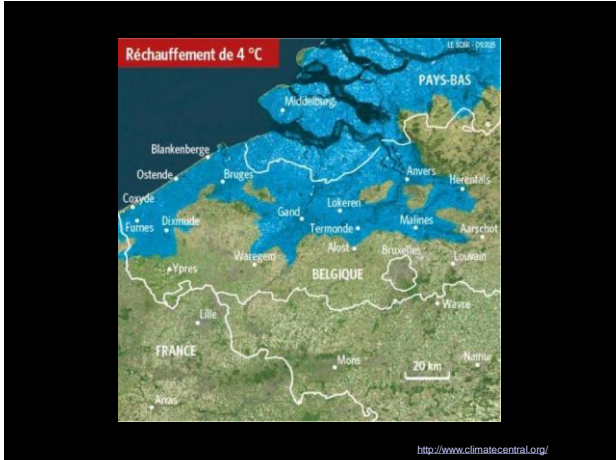 Réchauffement de 4 °C
LE SOIR - D93UIS
PAYS-BAS
Middelburg
Blankenberge
Ostende
Bruges
Anvers
Herentals
Coxyde
Lokeren
Gand
Furnes
Dixmude
Termonde
Malines
Aarschot
Alost
Bruxelles
Waregem
Louvain
Ypres
BELGIQUE
Wavre
Lille
FRANCE
Mons
Namur
20 km
Arras
http://www.climatecentral.org/